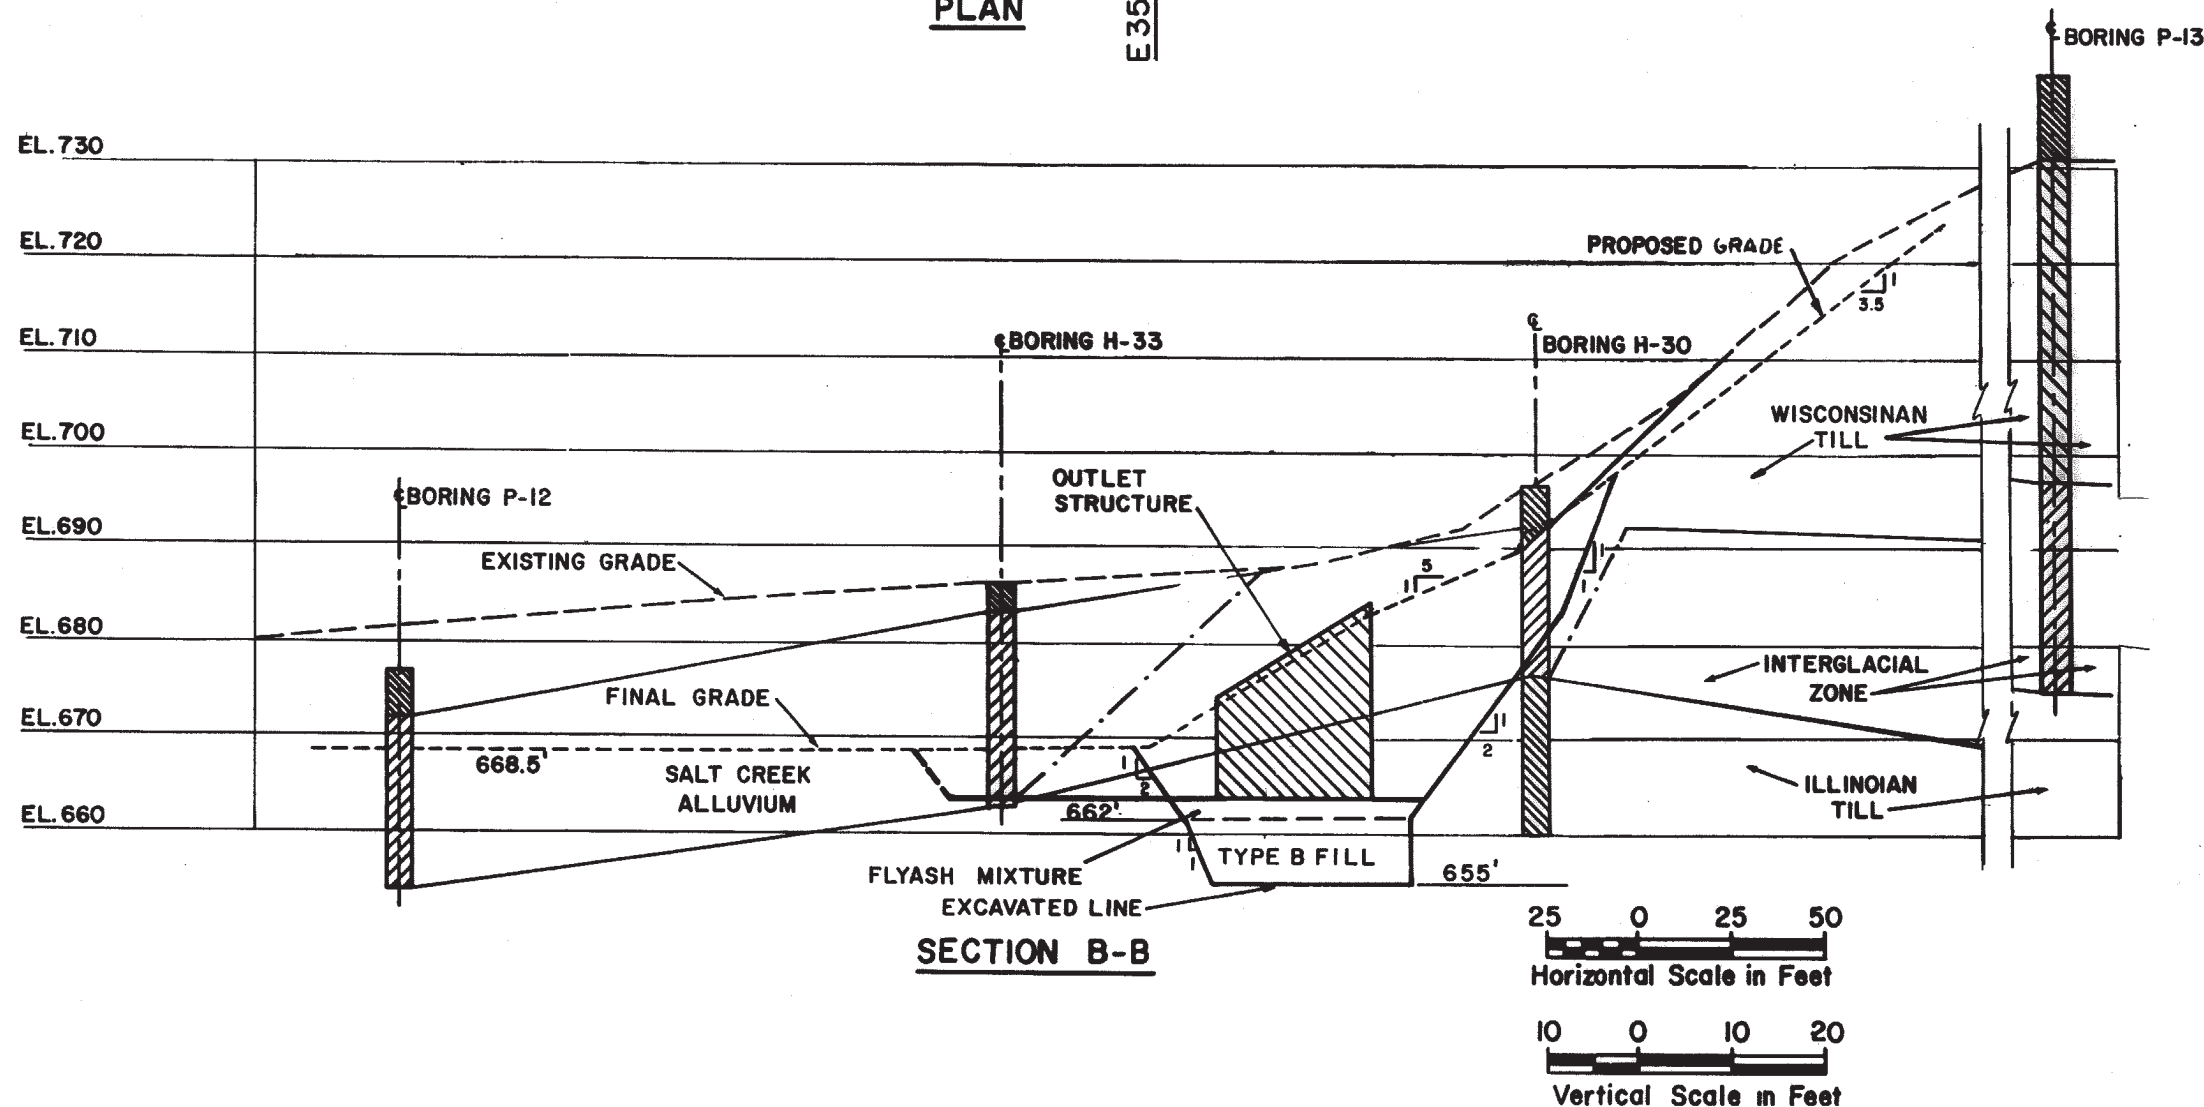 PLAN
E35
℄ BORING P-13
EL. 730
EL. 720
PROPOSED GRADE
1
3.5
EL. 710
℄ BORING H-33
℄
BORING H-30
WISCONSINAN
TILL
EL. 700
OUTLET
STRUCTURE
℄ BORING P-12
EL. 690
EXISTING GRADE
5
1
1
1
EL. 680
INTERGLACIAL
ZONE
FINAL GRADE
EL. 670
1
2
668.5'
SALT CREEK
ALLUVIUM
1
2
ILLINOIAN
TILL
EL. 660
662'
1
1
TYPE B FILL
655'
FLYASH MIXTURE
EXCAVATED LINE
SECTION B-B
25 0 25 50
Horizontal Scale in Feet
10 0 10 20
Vertical Scale in Feet